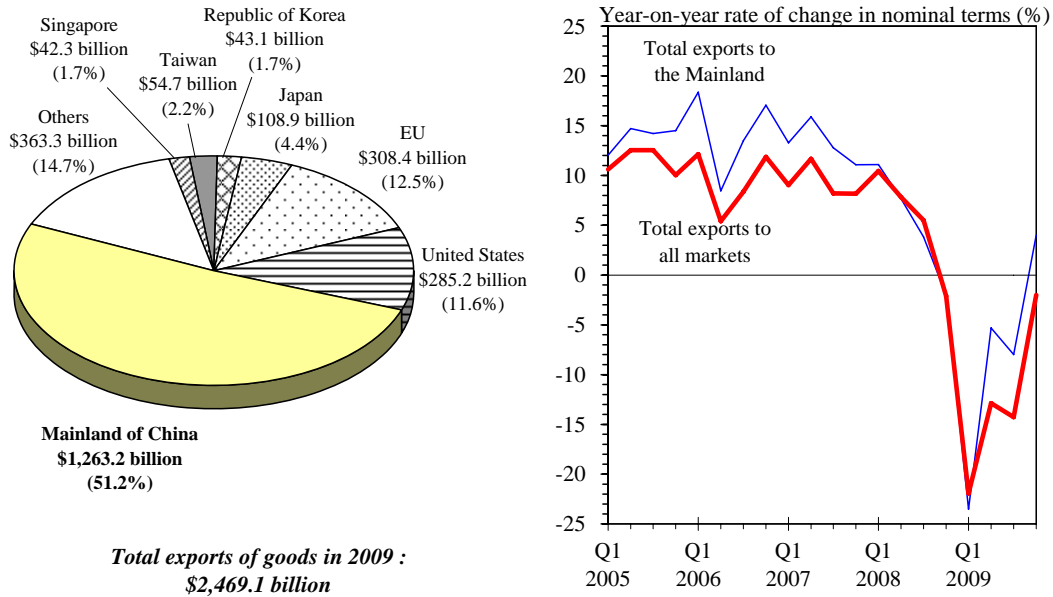 Singapore
$42.3 billion
(1.7%)
Republic of Korea
$43.1 billion
(1.7%)
Taiwan
$54.7 billion
(2.2%)
Japan
$108.9 billion
(4.4%)
Others
$363.3 billion
(14.7%)
EU
$308.4 billion
(12.5%)
United States
$285.2 billion
(11.6%)
Mainland of China
$1,263.2 billion
(51.2%)
Total exports of goods in 2009 :
$2,469.1 billion
Year-on-year rate of change in nominal terms (%)
25
20
15
10
5
0
-5
-10
-15
-20
-25
Total exports to
the Mainland
Total exports to
all markets
Q1 Q1 Q1 Q1 Q1
2005 2006 2007 2008 2009